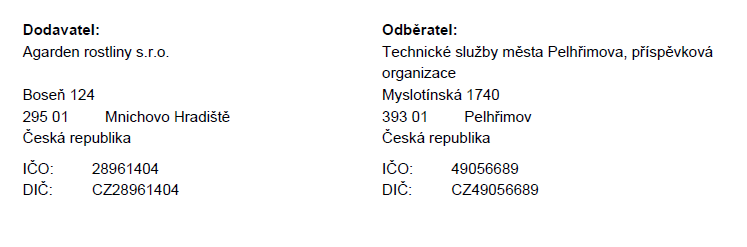 Dodavatel:
Agarden rostliny s.r.o.
Boseň 124
295 01 Mnichovo Hradiště
Česká republika
IČO: 28961404
DIČ: CZ28961404
Odběratel:
Technické služby města Pelhřimova, příspěvková
organizace
Myslotínská 1740
393 01 Pelhřimov
Česká republika
IČO: 49056689
DIČ: CZ49056689